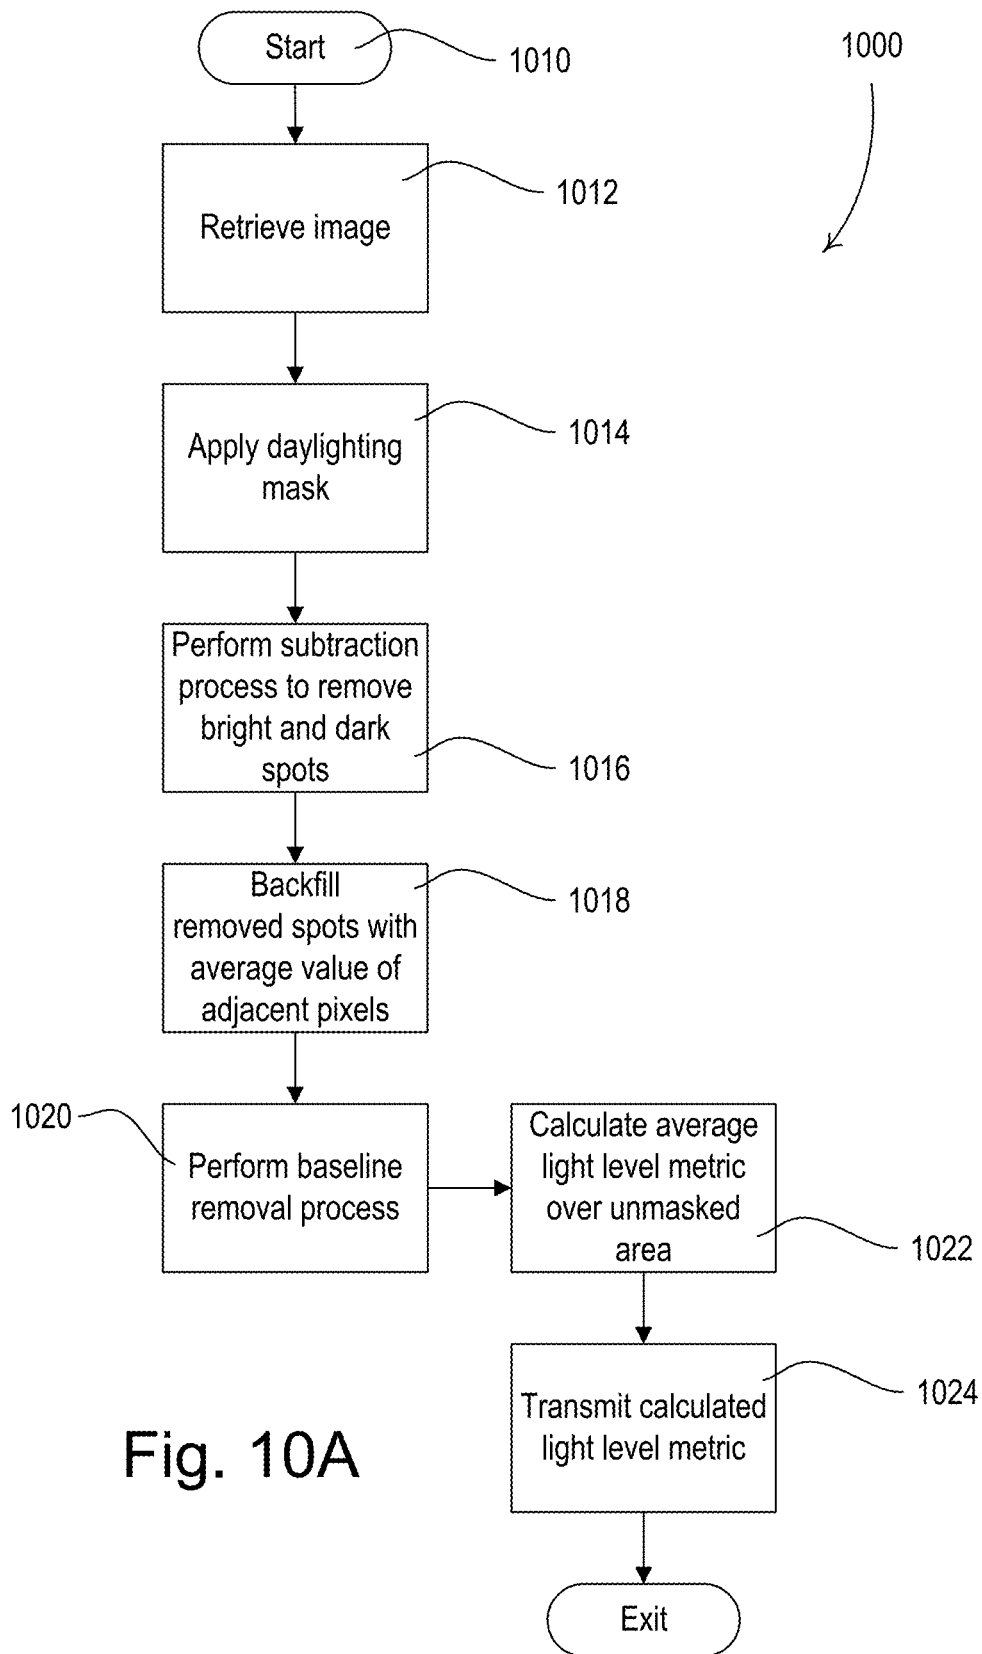 Start
1010
1000
Retrieve image
1012
Apply daylighting
mask
1014
Perform subtraction
process to remove
bright and dark
spots
1016
Backfill
removed spots with
average value of
adjacent pixels
1018
1020
Perform baseline
removal process
Calculate average
light level metric
over unmasked
area
1022
Transmit calculated
light level metric
1024
Fig. 10A
Exit